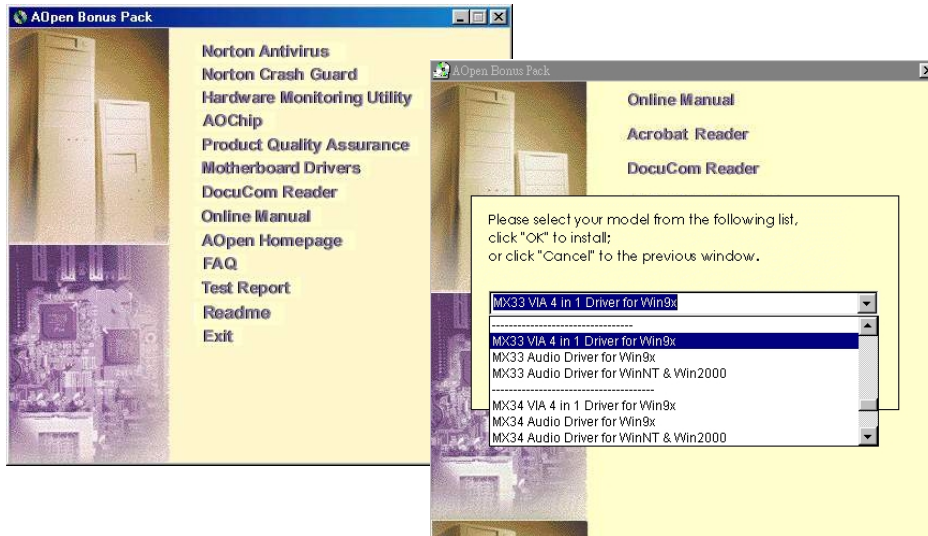 AOpen Bonus Pack
Norton Antivirus
Norton Crash Guard
Hardware Monitoring Utility
AOChip
Product Quality Assurance
Motherboard Drivers
DocuCom Reader
Online Manual
AOpen Homepage
FAQ
Test Report
Readme
Exit
AOpen Bonus Pack
Online Manual
Acrobat Reader
DocuCom Reader
Please select your model from the following list,
click "OK" to install;
or click "Cancel" to the previous window.
MX33 VIA 4 in 1 Driver for Win9x
---------------------------------
MX33 VIA 4 in 1 Driver for Win9x
MX33 Audio Driver for Win9x
MX33 Audio Driver for WinNT & Win2000
--------------------------------------
MX34 VIA 4 in 1 Driver for Win9x
MX34 Audio Driver for Win9x
MX34 Audio Driver for WinNT & Win2000